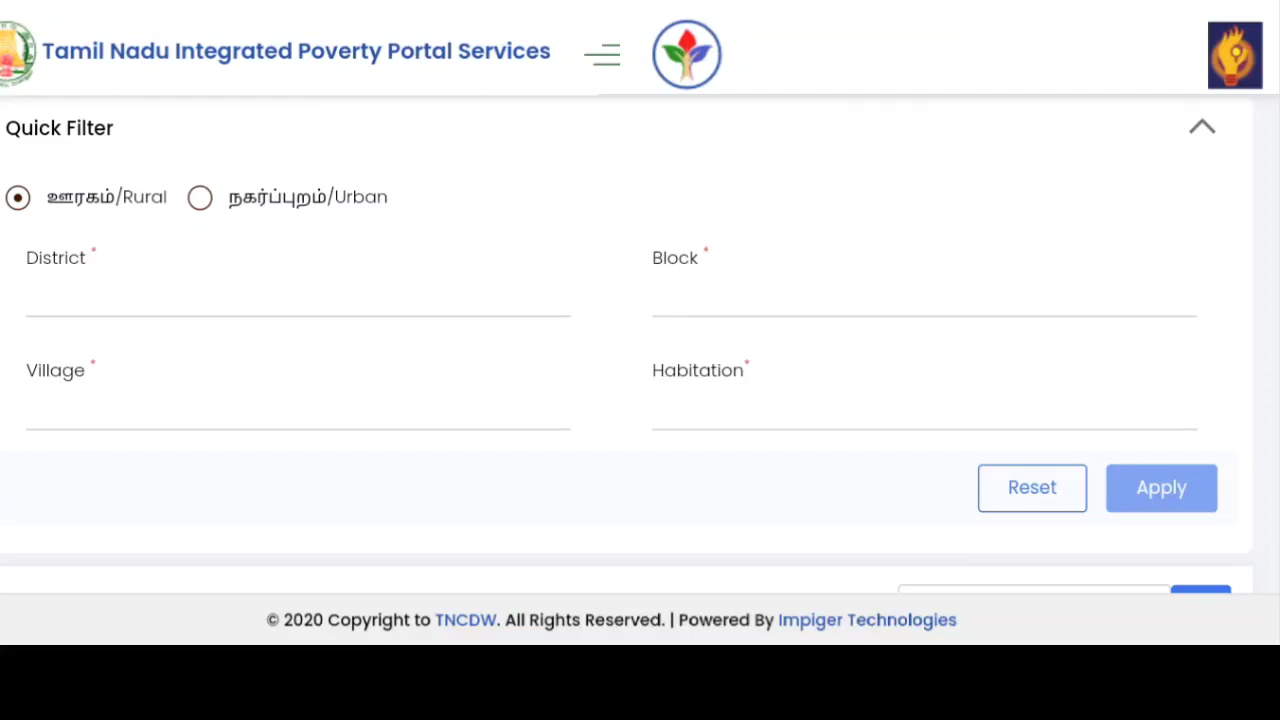 Tamil Nadu Integrated Poverty Portal Services
Quick Filter
ஊரகம்/Rural நகர்ப்புறம்/Urban
District *
Block *
Village *
Habitation*
Reset
Apply
© 2020 Copyright to TNCDW. All Rights Reserved. | Powered By Impiger Technologies